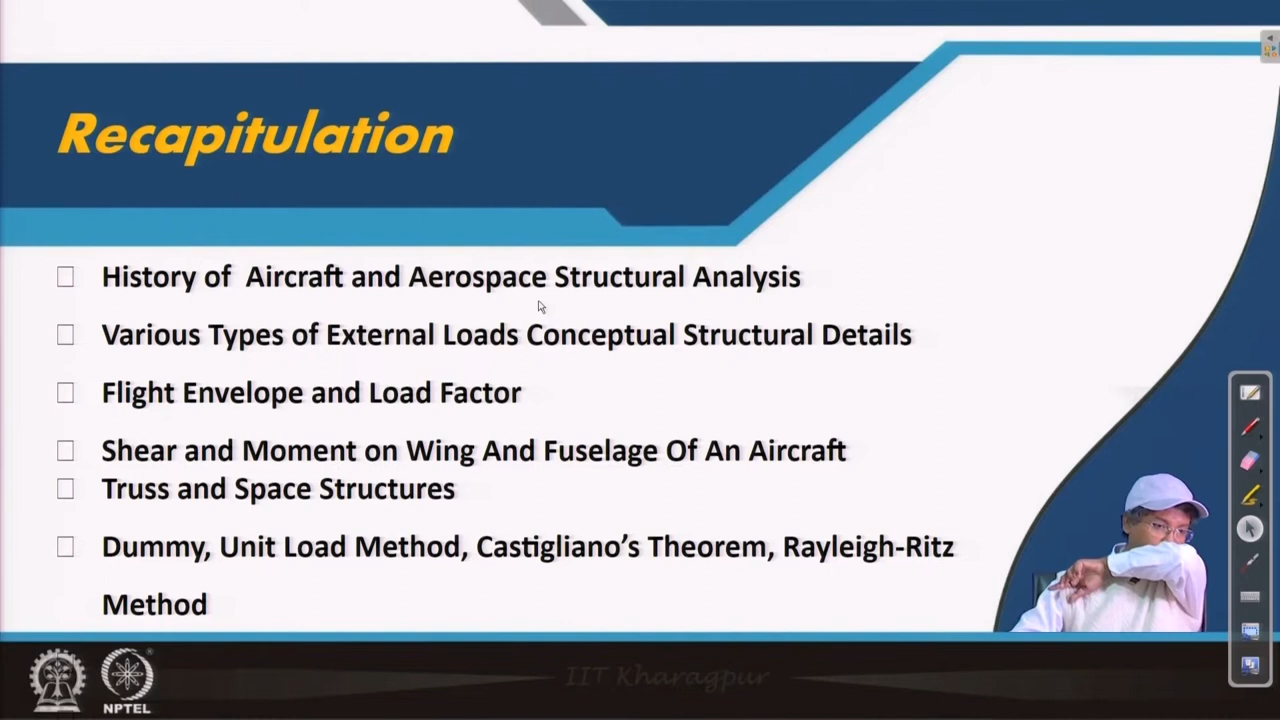 Recapitulation
History of Aircraft and Aerospace Structural Analysis
Various Types of External Loads Conceptual Structural Details
Flight Envelope and Load Factor
Shear and Moment on Wing And Fuselage Of An Aircraft
Truss and Space Structures
Dummy, Unit Load Method, Castigliano's Theorem, Rayleigh-Ritz
Method
IIT Kharagpur
NPTEL